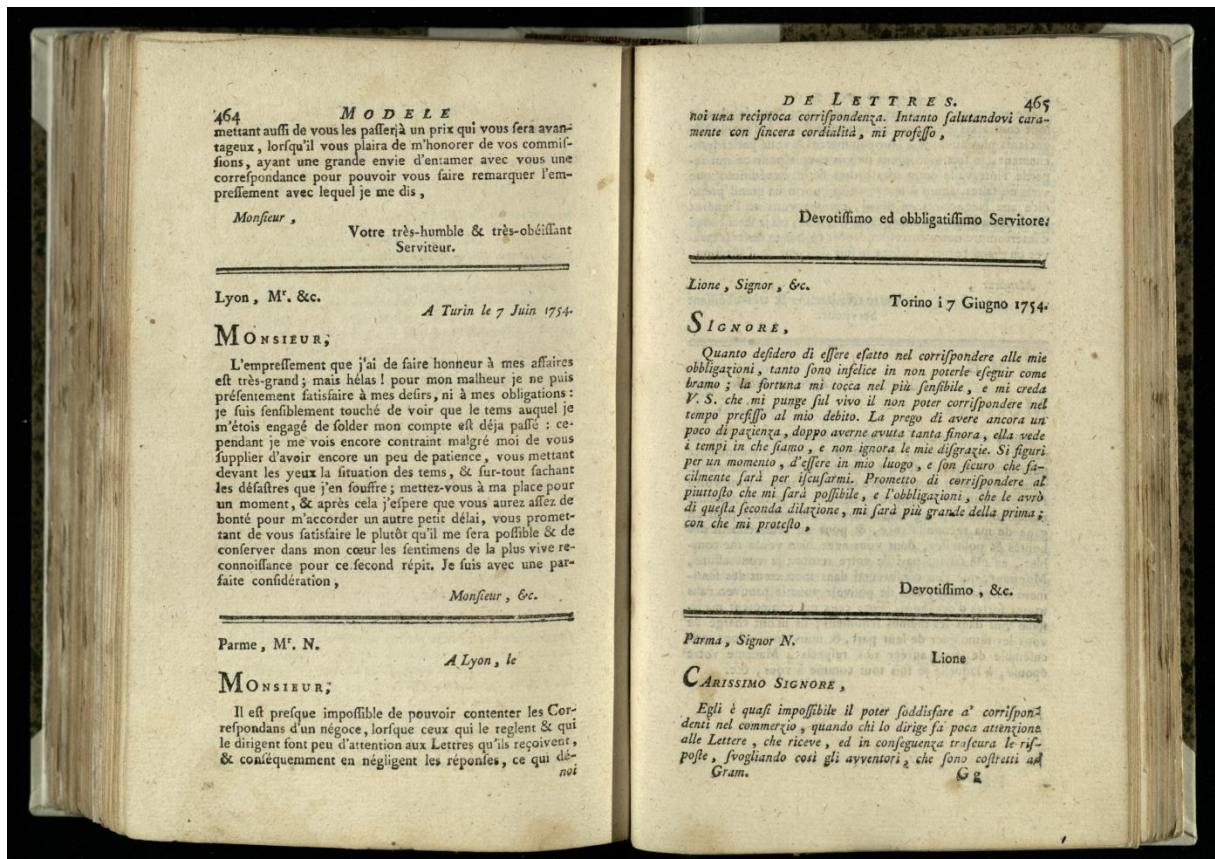 464 MODELE
mettant aussi de vous les passerjà un prix qui vous sera avan-
tageux, lorsqu'il vous plaira de m'honorer de vos commis-
sions, ayant une grande envie d'entamer avec vous une
correspondance pour pouvoir vous faire remarquer l'em-
pressement avec lequel je me dis,
Monsieur,
Votre très-humble & très-obéissant
Serviteur.
Lyon, Mr. &c.
A Turin le 7 Juin 1754.
MONSIEUR,
L'empressement que j'ai de faire honneur à mes affaires
est très-grand; mais hélas! pour mon malheur je ne puis
présentement satisfaire à mes desirs, ni à mes obligations:
je suis sensiblement touché de voir que le tems auquel je
m'étois engagé de solder mon compte est déja passé: ce-
pendant je me vois encore contraint malgré moi de vous
supplier d'avoir encore un peu de patience, vous mettant
devant les yeux la situation des tems, & sur-tout sachant
les désastres que j'en souffre; mettez-vous à ma place pour
un moment, & après cela j'espere que vous aurez assez de
bonté pour m'accorder un autre petit délai, vous promet-
tant de vous satisfaire le plutôt qu'il me sera possible & de
conserver dans mon cœur les sentimens de la plus vive re-
connoissance pour ce second répit. Je suis avec une par-
faite considération,
Monsieur, &c.
Parme, Mr. N.
A Lyon, le
MONSIEUR,
Il est presque impossible de pouvoir contenter les Cor-
respondans d'un négoce, lorsque ceux qui le reglent & qui
le dirigent font peu d'attention aux Lettres qu'ils reçoivent,
& conséquemment en négligent les réponses, ce qui dé-
noi
DE LETTRES. 465
noi una reciproca corrispondenza. Intanto salutandovi cara-
mente con sincera cordialità, mi professo,
Devotissimo ed obbligatissimo Servitore.
Lione, Signor, &c.
Torino i 7 Giugno 1754.
SIGNORE,
Quanto desidero di essere esatto nel corrispondere alle mie
obbligazioni, tanto sono infelice in non poterle eseguir come
bramo; la fortuna mi tocca nel più sensibile, e mi creda
V. S. che mi punge sul vivo il non poter corrispondere nel
tempo prefisso al mio debito. La prego di avere ancora un
poco di pazienza, doppo averne avuta tanta finora, ella vede
i tempi in che siamo, e non ignora le mie disgrazie. Si figuri
per un momento, d'essere in mio luogo, e son sicuro che fa-
cilmente sarà per iscusarmi. Prometto di corrispondere al
piuttosto che mi sarà possibile, e l'obbligazioni, che le avrò
di questa seconda dilazione, mi sarà più grande della prima;
con che mi protesto,
Devotissimo, &c.
Parma, Signor N.
Lione
CARISSIMO SIGNORE,
Egli è quasi impossibile il poter soddisfare a' corrispon-
denti nel commerzio, quando chi lo dirige fà poca attenzione
alle Lettere, che riceve, ed in conseguenza trascura le ris-
poste, svogliando così gli avventori, che sono costretti ad
Gram. Gg